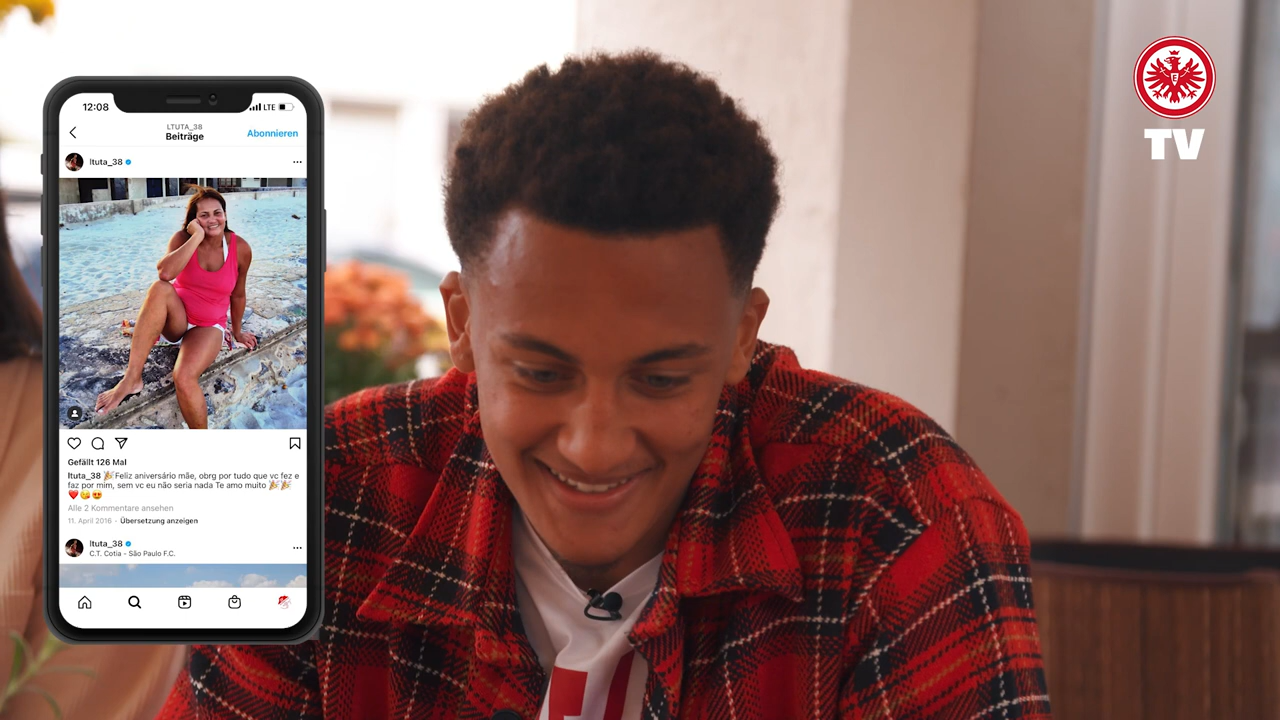 12:08
LTE
LTUTA_38
Beiträge
Abonnieren
ltuta_38
Gefällt 126 Mal
ltuta_38 🎉Feliz aniversário mãe, obrg por tudo que vc fez e
faz por mim, sem vc eu não seria nada Te amo muito 🎉🎉
❤️😘😍
Alle 2 Kommentare ansehen
11. April 2016 · Übersetzung anzeigen
ltuta_38
C.T. Cotia - São Paulo F.C.
TV